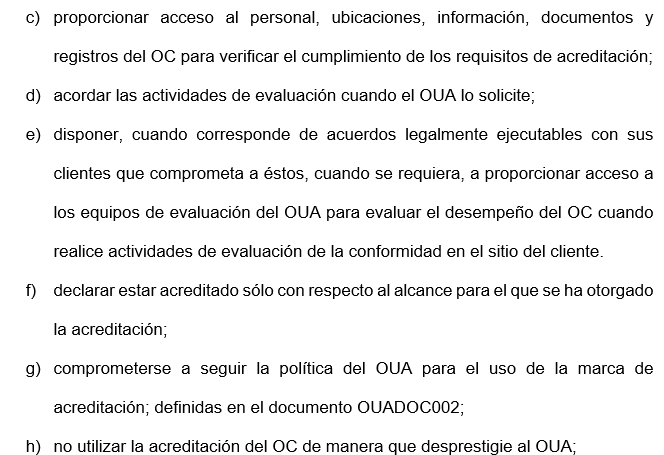 c) proporcionar acceso al personal, ubicaciones, información, documentos y
registros del OC para verificar el cumplimiento de los requisitos de acreditación;
d) acordar las actividades de evaluación cuando el OUA lo solicite;
e) disponer, cuando corresponde de acuerdos legalmente ejecutables con sus
clientes que comprometa a éstos, cuando se requiera, a proporcionar acceso a
los equipos de evaluación del OUA para evaluar el desempeño del OC cuando
realice actividades de evaluación de la conformidad en el sitio del cliente.
f) declarar estar acreditado sólo con respecto al alcance para el que se ha otorgado
la acreditación;
g) comprometerse a seguir la política del OUA para el uso de la marca de
acreditación; definidas en el documento OUADOC002;
h) no utilizar la acreditación del OC de manera que desprestigie al OUA;